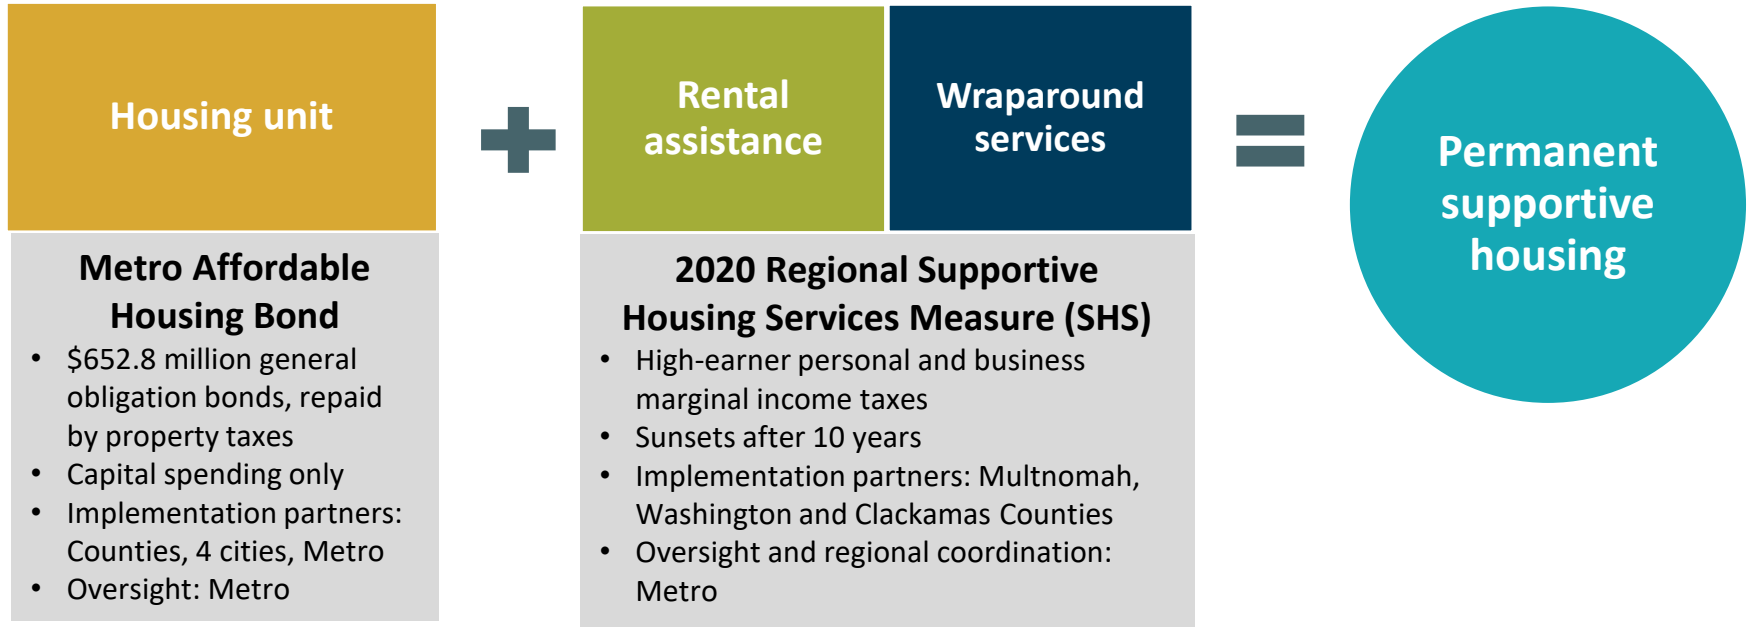 Housing unit
Rental
assistance
Wraparound
services
Permanent
supportive
housing
Metro Affordable
Housing Bond
• $652.8 million general
obligation bonds, repaid
by property taxes
• Capital spending only
• Implementation partners:
Counties, 4 cities, Metro
• Oversight: Metro
2020 Regional Supportive
Housing Services Measure (SHS)
• High-earner personal and business
marginal income taxes
• Sunsets after 10 years
• Implementation partners: Multnomah,
Washington and Clackamas Counties
• Oversight and regional coordination:
Metro